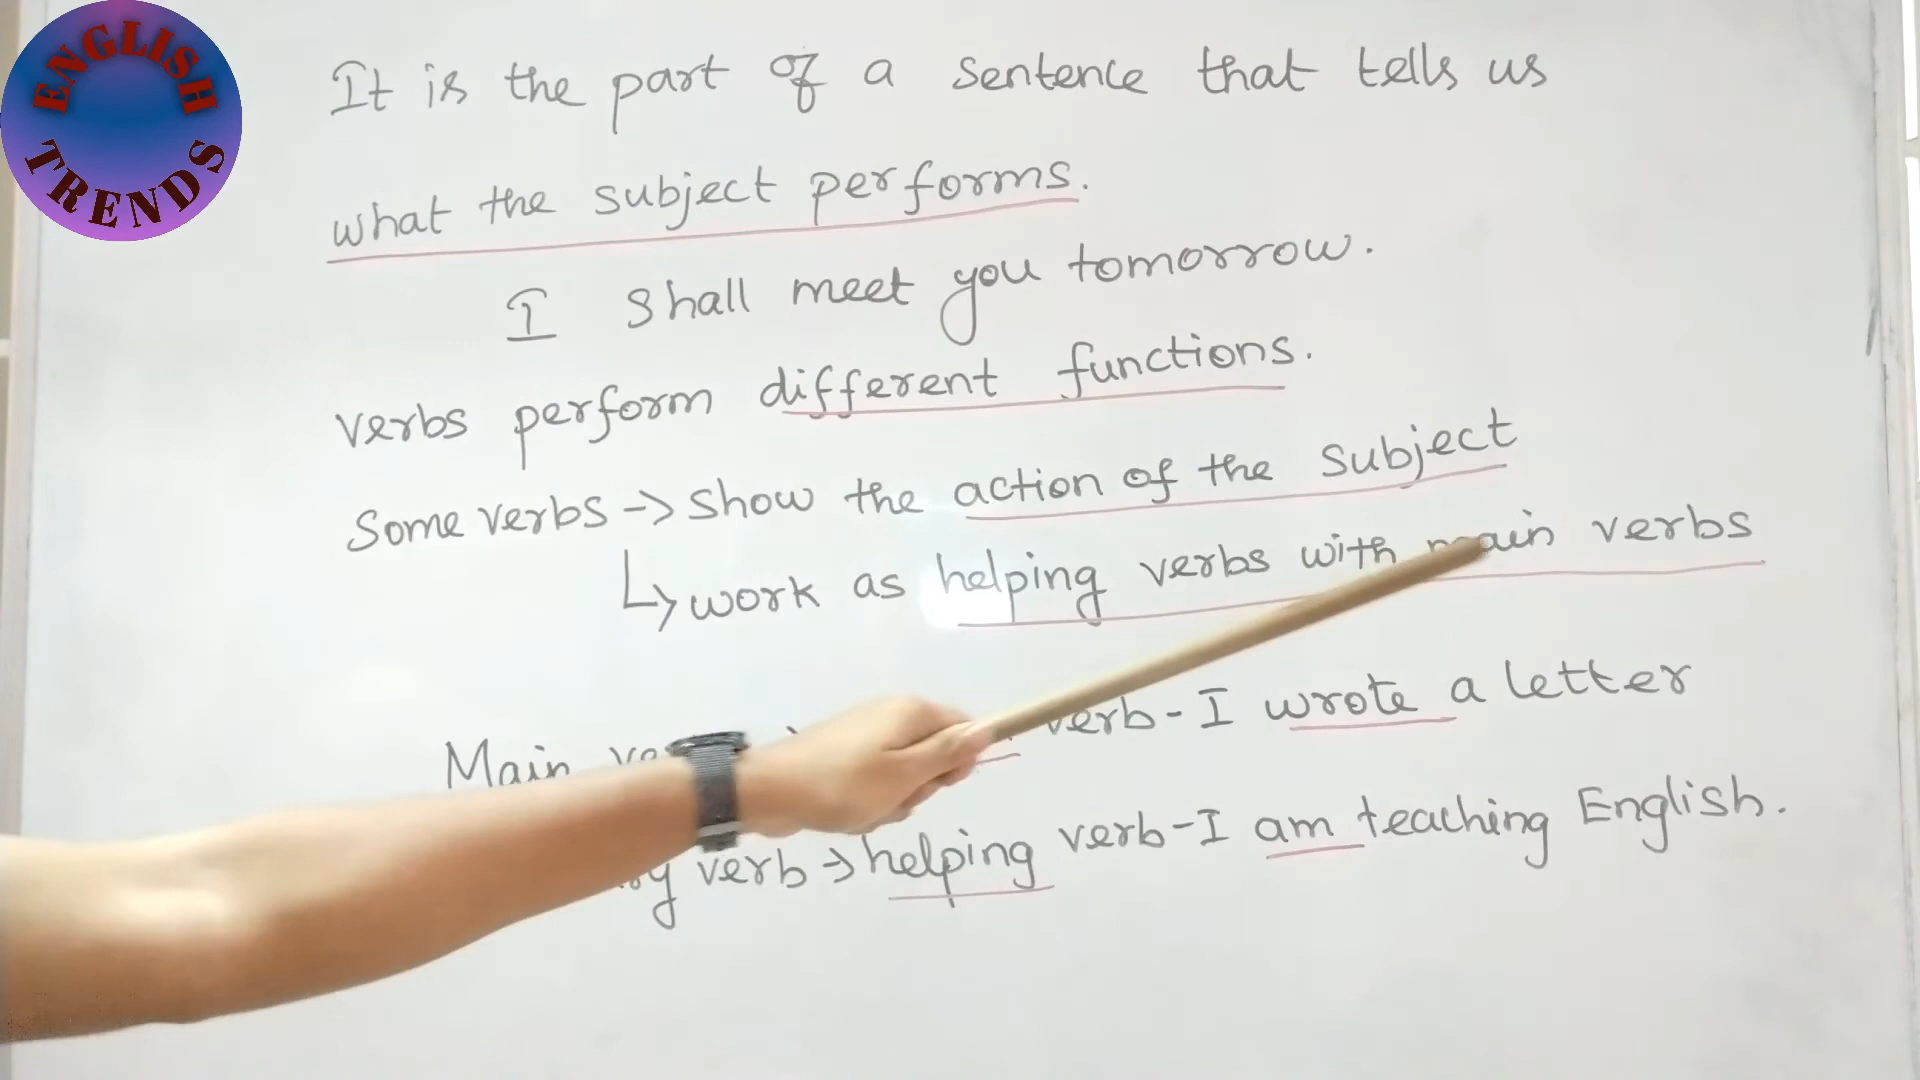 ENGLISH
TRENDS
It is the part of a sentence that tells us
what the subject performs.
I shall meet you tomorrow.
verbs perform different functions.
Some verbs → show the action of the subject
↳ work as helping verbs with main verbs
Main verb-I wrote a letter
verb → helping verb-I am teaching English.